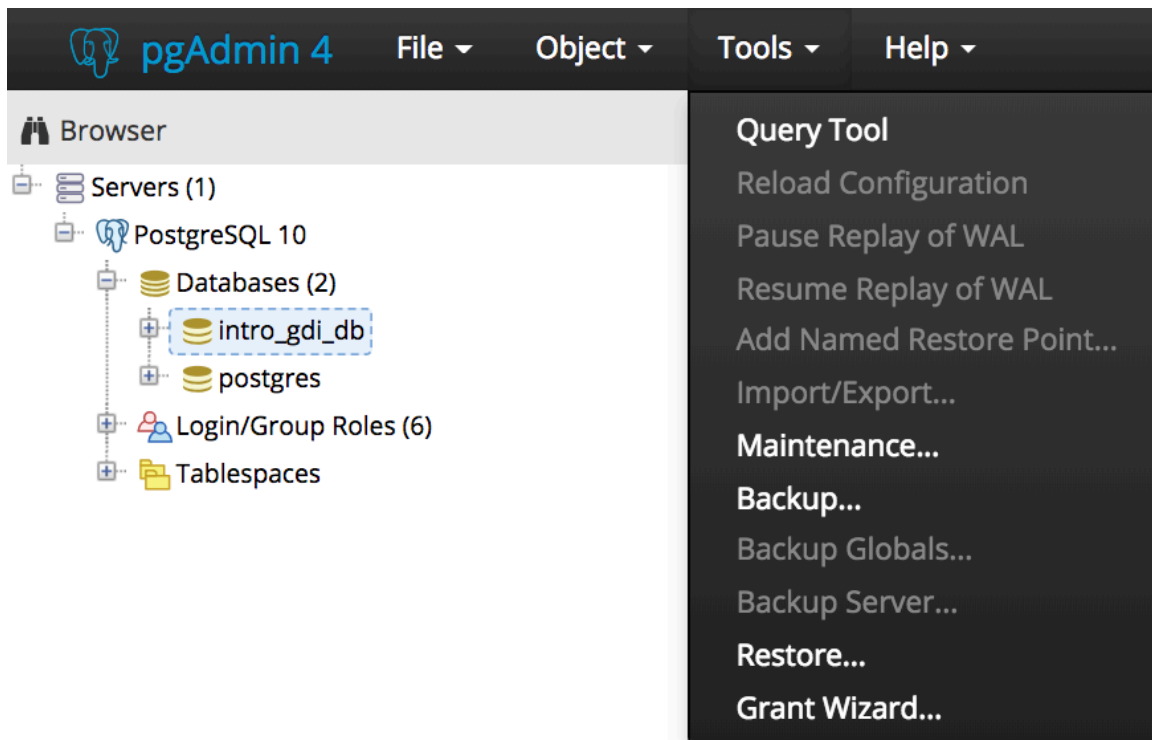 pgAdmin 4 File Object Tools Help
Browser
Servers (1)
PostgreSQL 10
Databases (2)
intro_gdi_db
postgres
Login/Group Roles (6)
Tablespaces
Query Tool
Reload Configuration
Pause Replay of WAL
Resume Replay of WAL
Add Named Restore Point...
Import/Export...
Maintenance...
Backup...
Backup Globals...
Backup Server...
Restore...
Grant Wizard...